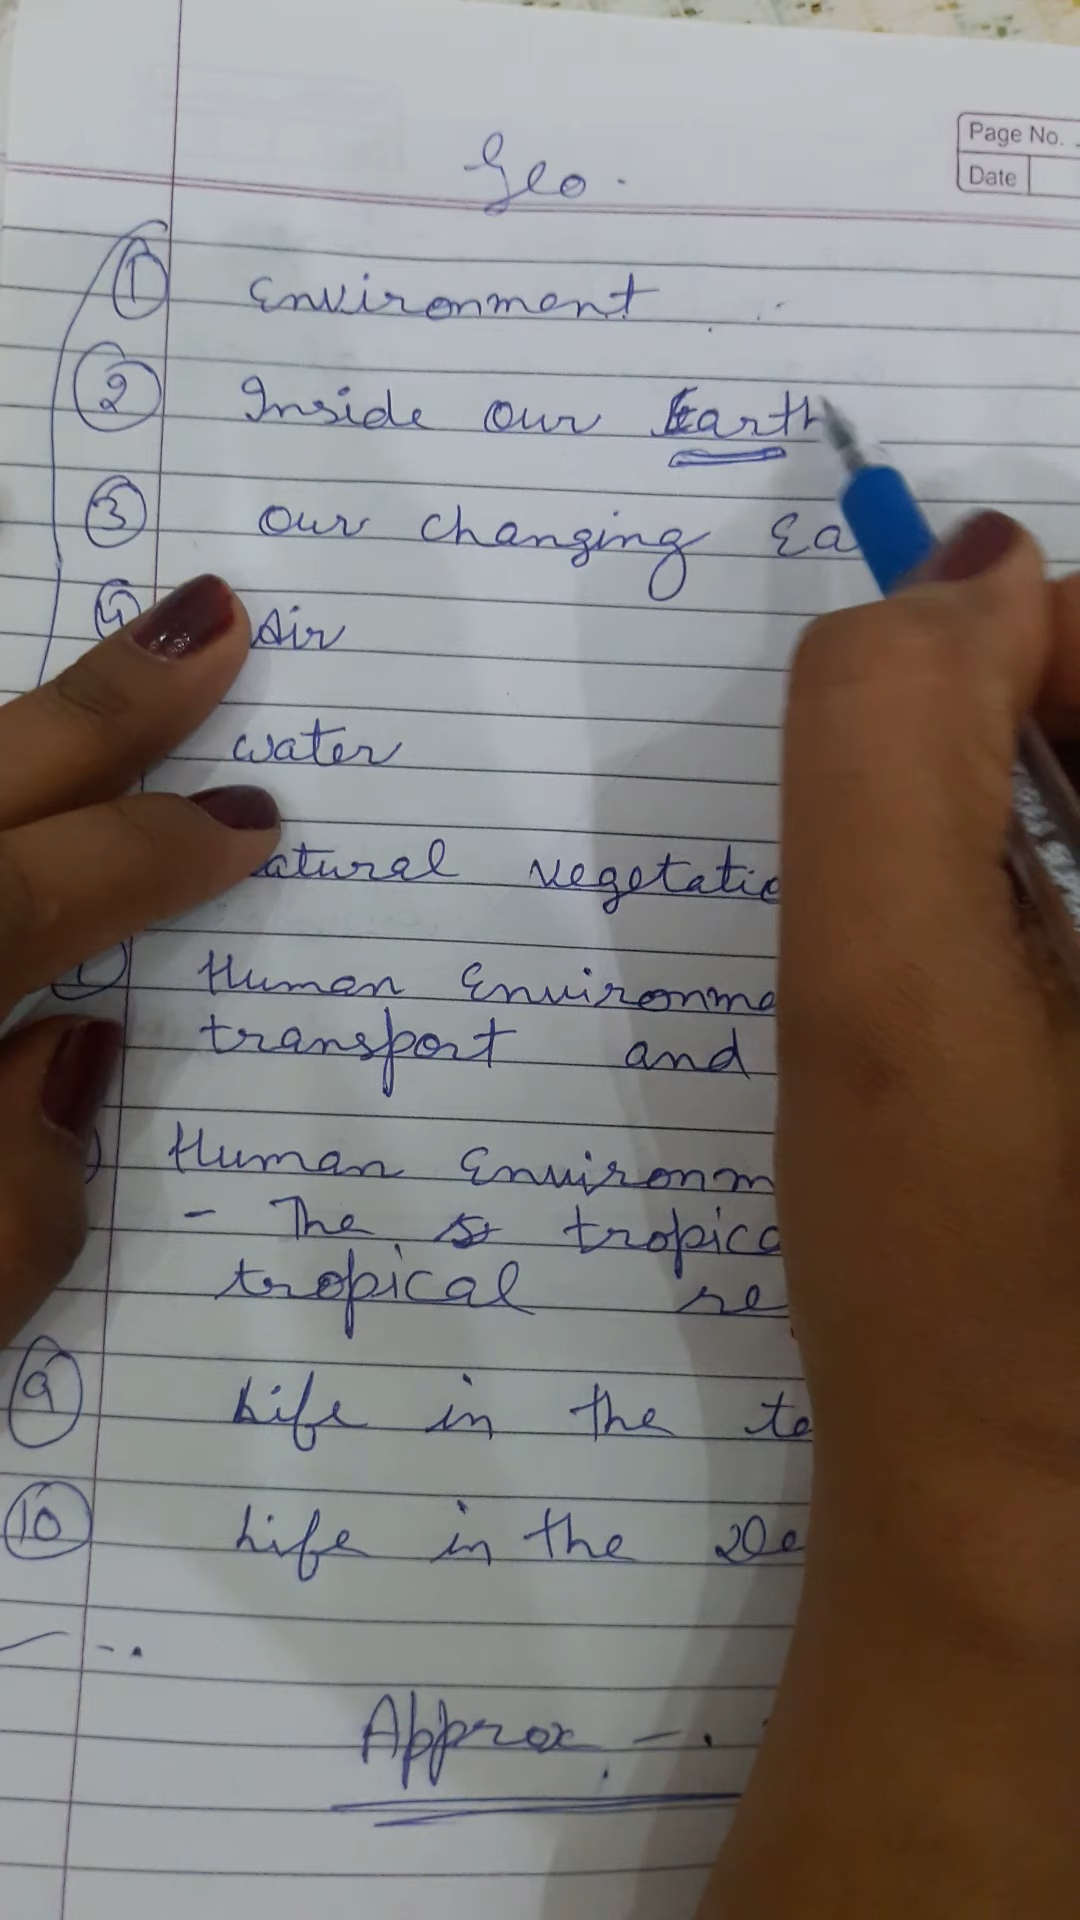 Page No.
Date
Geo.
① Environment
② Inside our Earth
③ our changing Ea
④ Air
water
atural vegetatio
Human Environme
transport and
Human Environm
- The tropica
tropical re
⑨ Life in the te
⑩ Life in the De
Approx -.